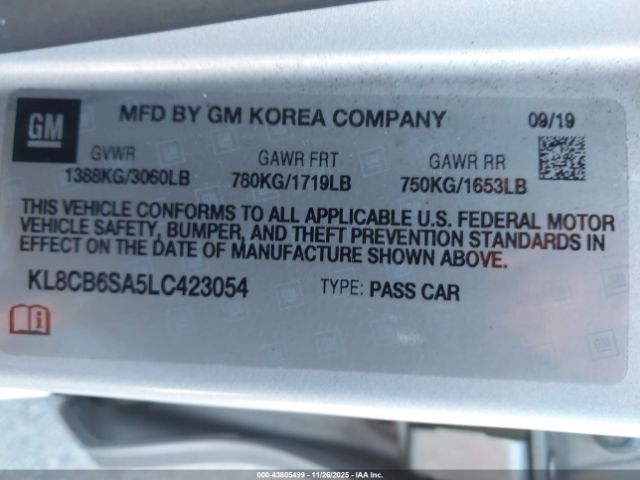 GM
MFD BY GM KOREA COMPANY
09/19
GVWR
1388KG/3060LB
GAWR FRT
780KG/1719LB
GAWR RR
750KG/1653LB
THIS VEHICLE CONFORMS TO ALL APPLICABLE U.S. FEDERAL MOTOR
VEHICLE SAFETY, BUMPER, AND THEFT PREVENTION STANDARDS IN
EFFECT ON THE DATE OF MANUFACTURE SHOWN ABOVE.
KL8CB6SA5LC423054
TYPE: PASS CAR
000-43805499 - 11/26/2025 - IAA Inc.